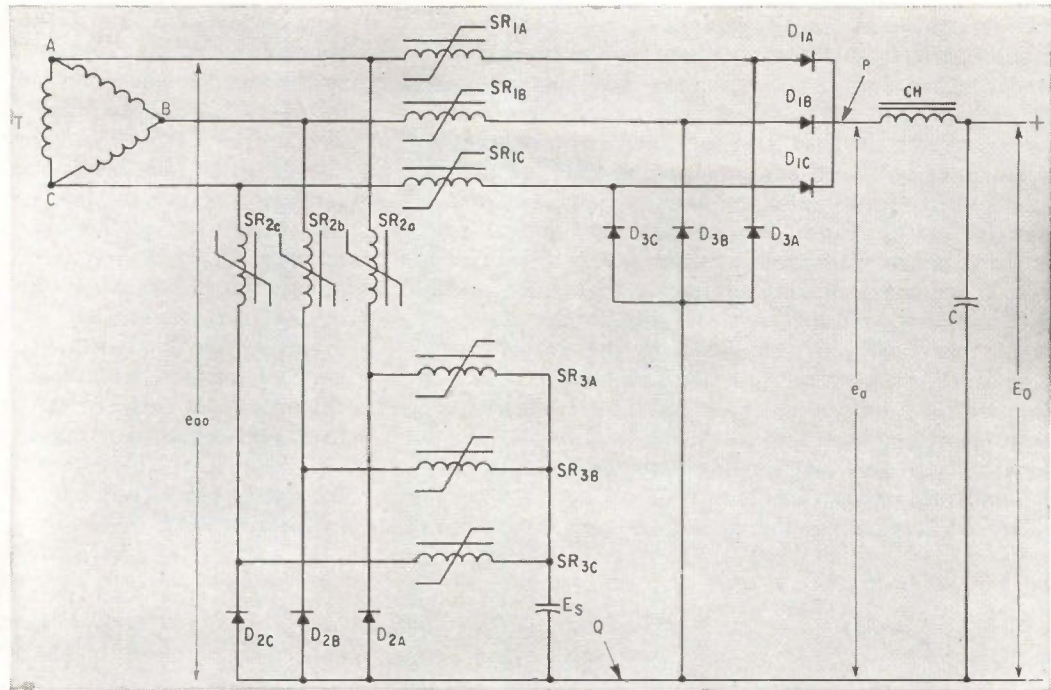 A
B
C
T
SR1A
SR1B
SR1C
D1A
D1B
D1C
P
CH
+
SR2c
SR2b
SR2a
D3C
D3B
D3A
C
eao
eo
EO
SR3A
SR3B
SR3C
ES
Q
D2C
D2B
D2A